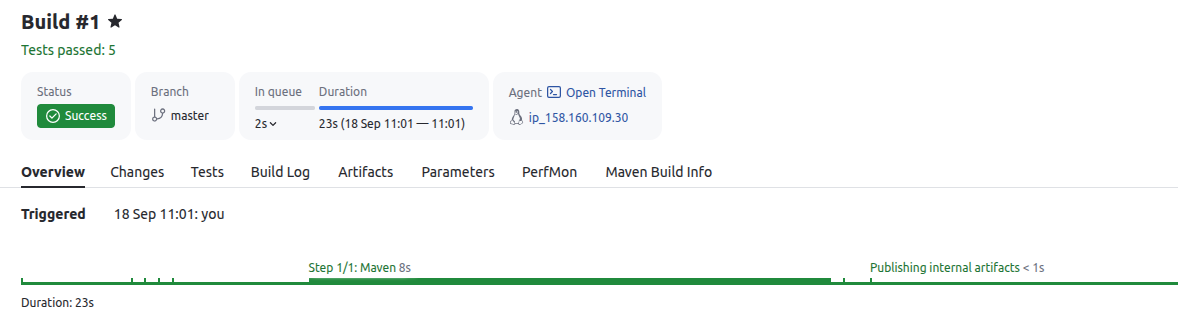 Build #1
Tests passed: 5
Status
Success
Branch
master
In queue
2s
Duration
23s (18 Sep 11:01 — 11:01)
Agent Open Terminal
ip_158.160.109.30
Overview Changes Tests Build Log Artifacts Parameters PerfMon Maven Build Info
Triggered 18 Sep 11:01: you
Step 1/1: Maven 8s
Publishing internal artifacts < 1s
Duration: 23s